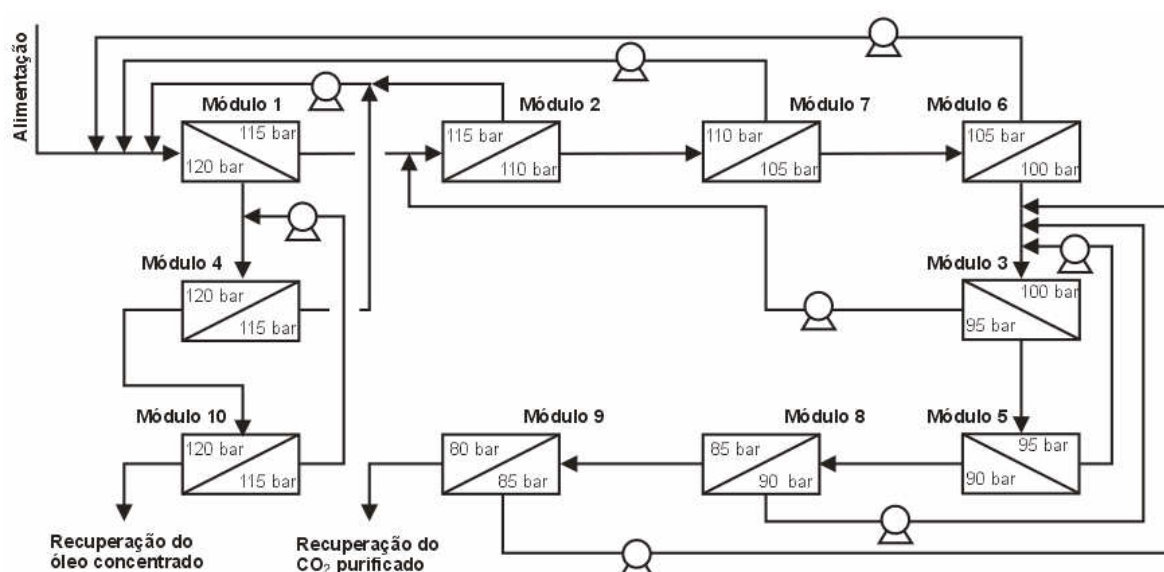 Alimentação
Módulo 1
115 bar
120 bar
Módulo 2
115 bar
110 bar
Módulo 7
110 bar
105 bar
Módulo 6
105 bar
100 bar
Módulo 4
120 bar
115 bar
Módulo 3
100 bar
95 bar
Módulo 10
120 bar
115 bar
Módulo 9
80 bar
85 bar
Módulo 8
85 bar
90 bar
Módulo 5
95 bar
90 bar
Recuperação do
óleo concentrado
Recuperação do
CO₂ purificado